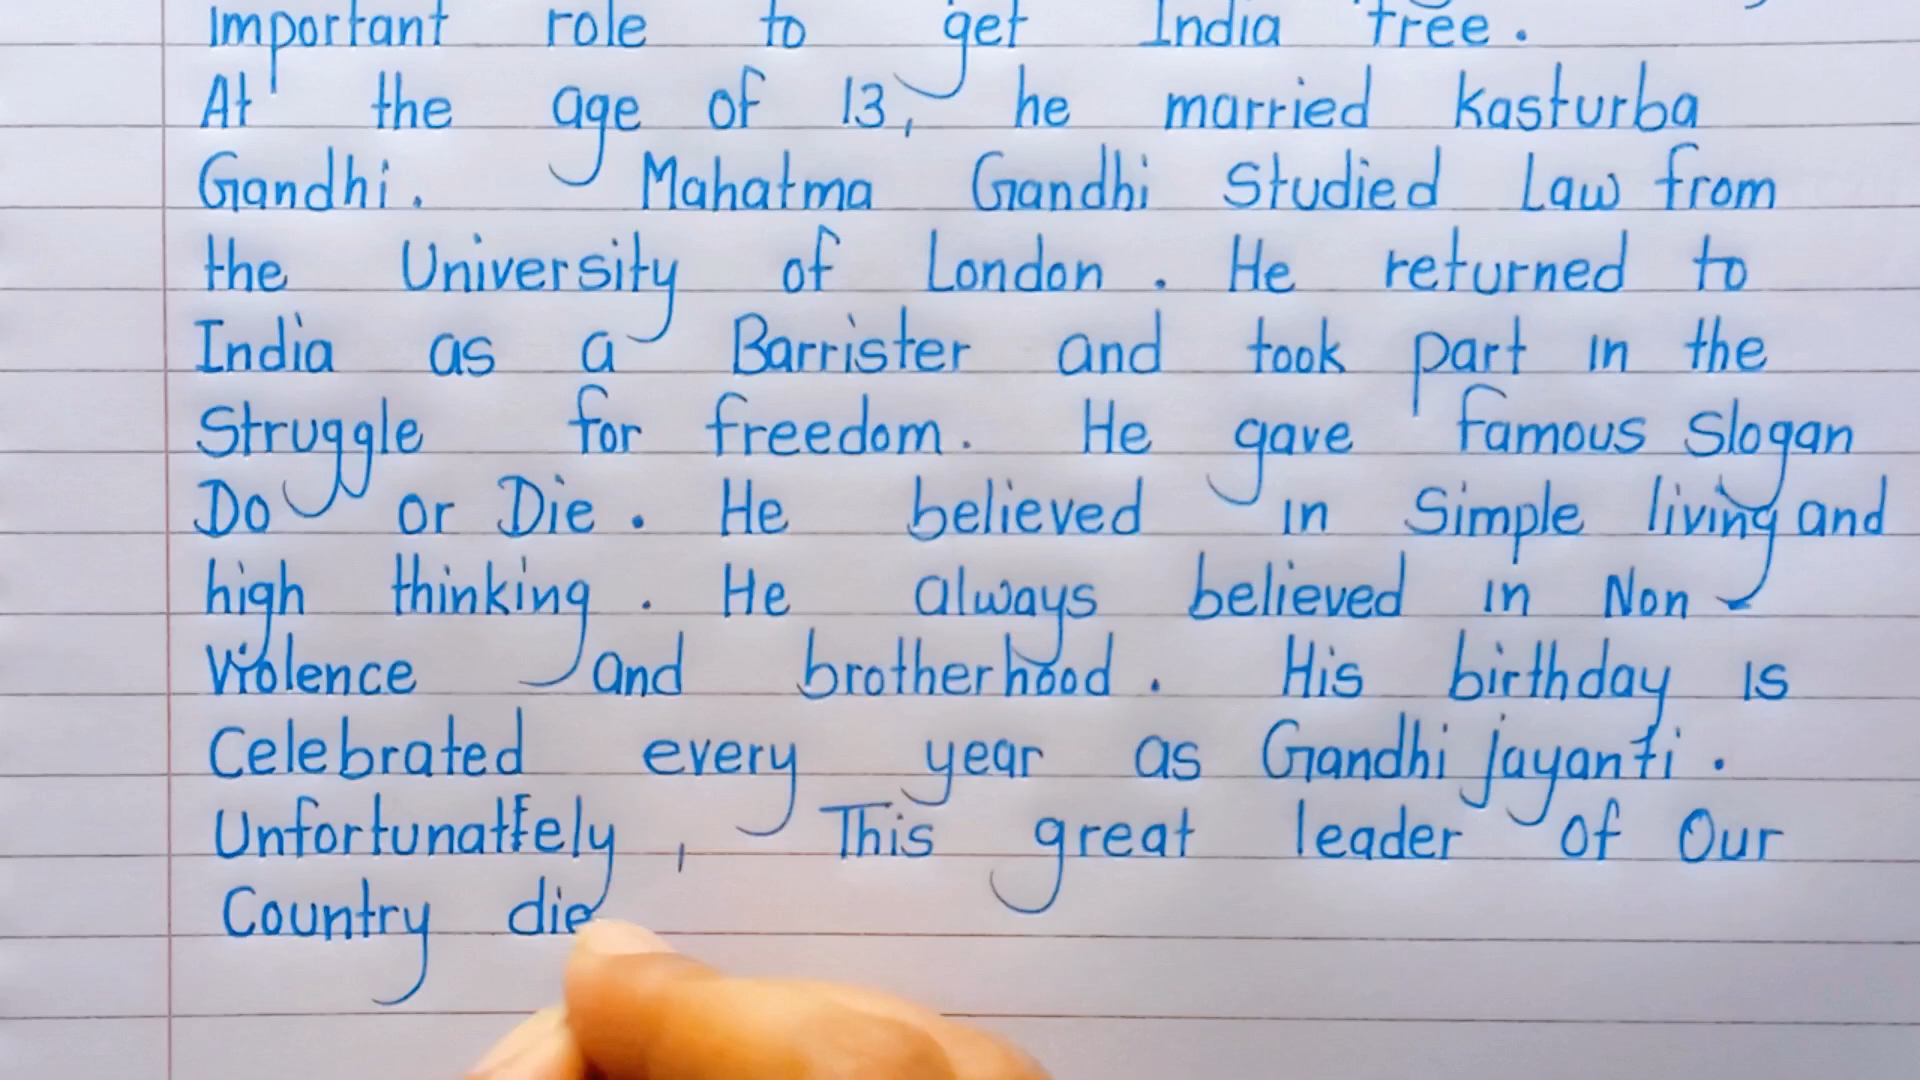 Important role to get India free.
At the age of 13, he married Kasturba
Gandhi. Mahatma Gandhi Studied Law from
the University of London. He returned to
India as a Barrister and took part in the
Struggle for freedom. He gave famous Slogan
Do or Die. He believed in Simple living and
high thinking. He always believed in Non
Violence and brotherhood. His birthday is
Celebrated every year as Gandhi jayanti.
Unfortunattely, This great leader of Our
Country die